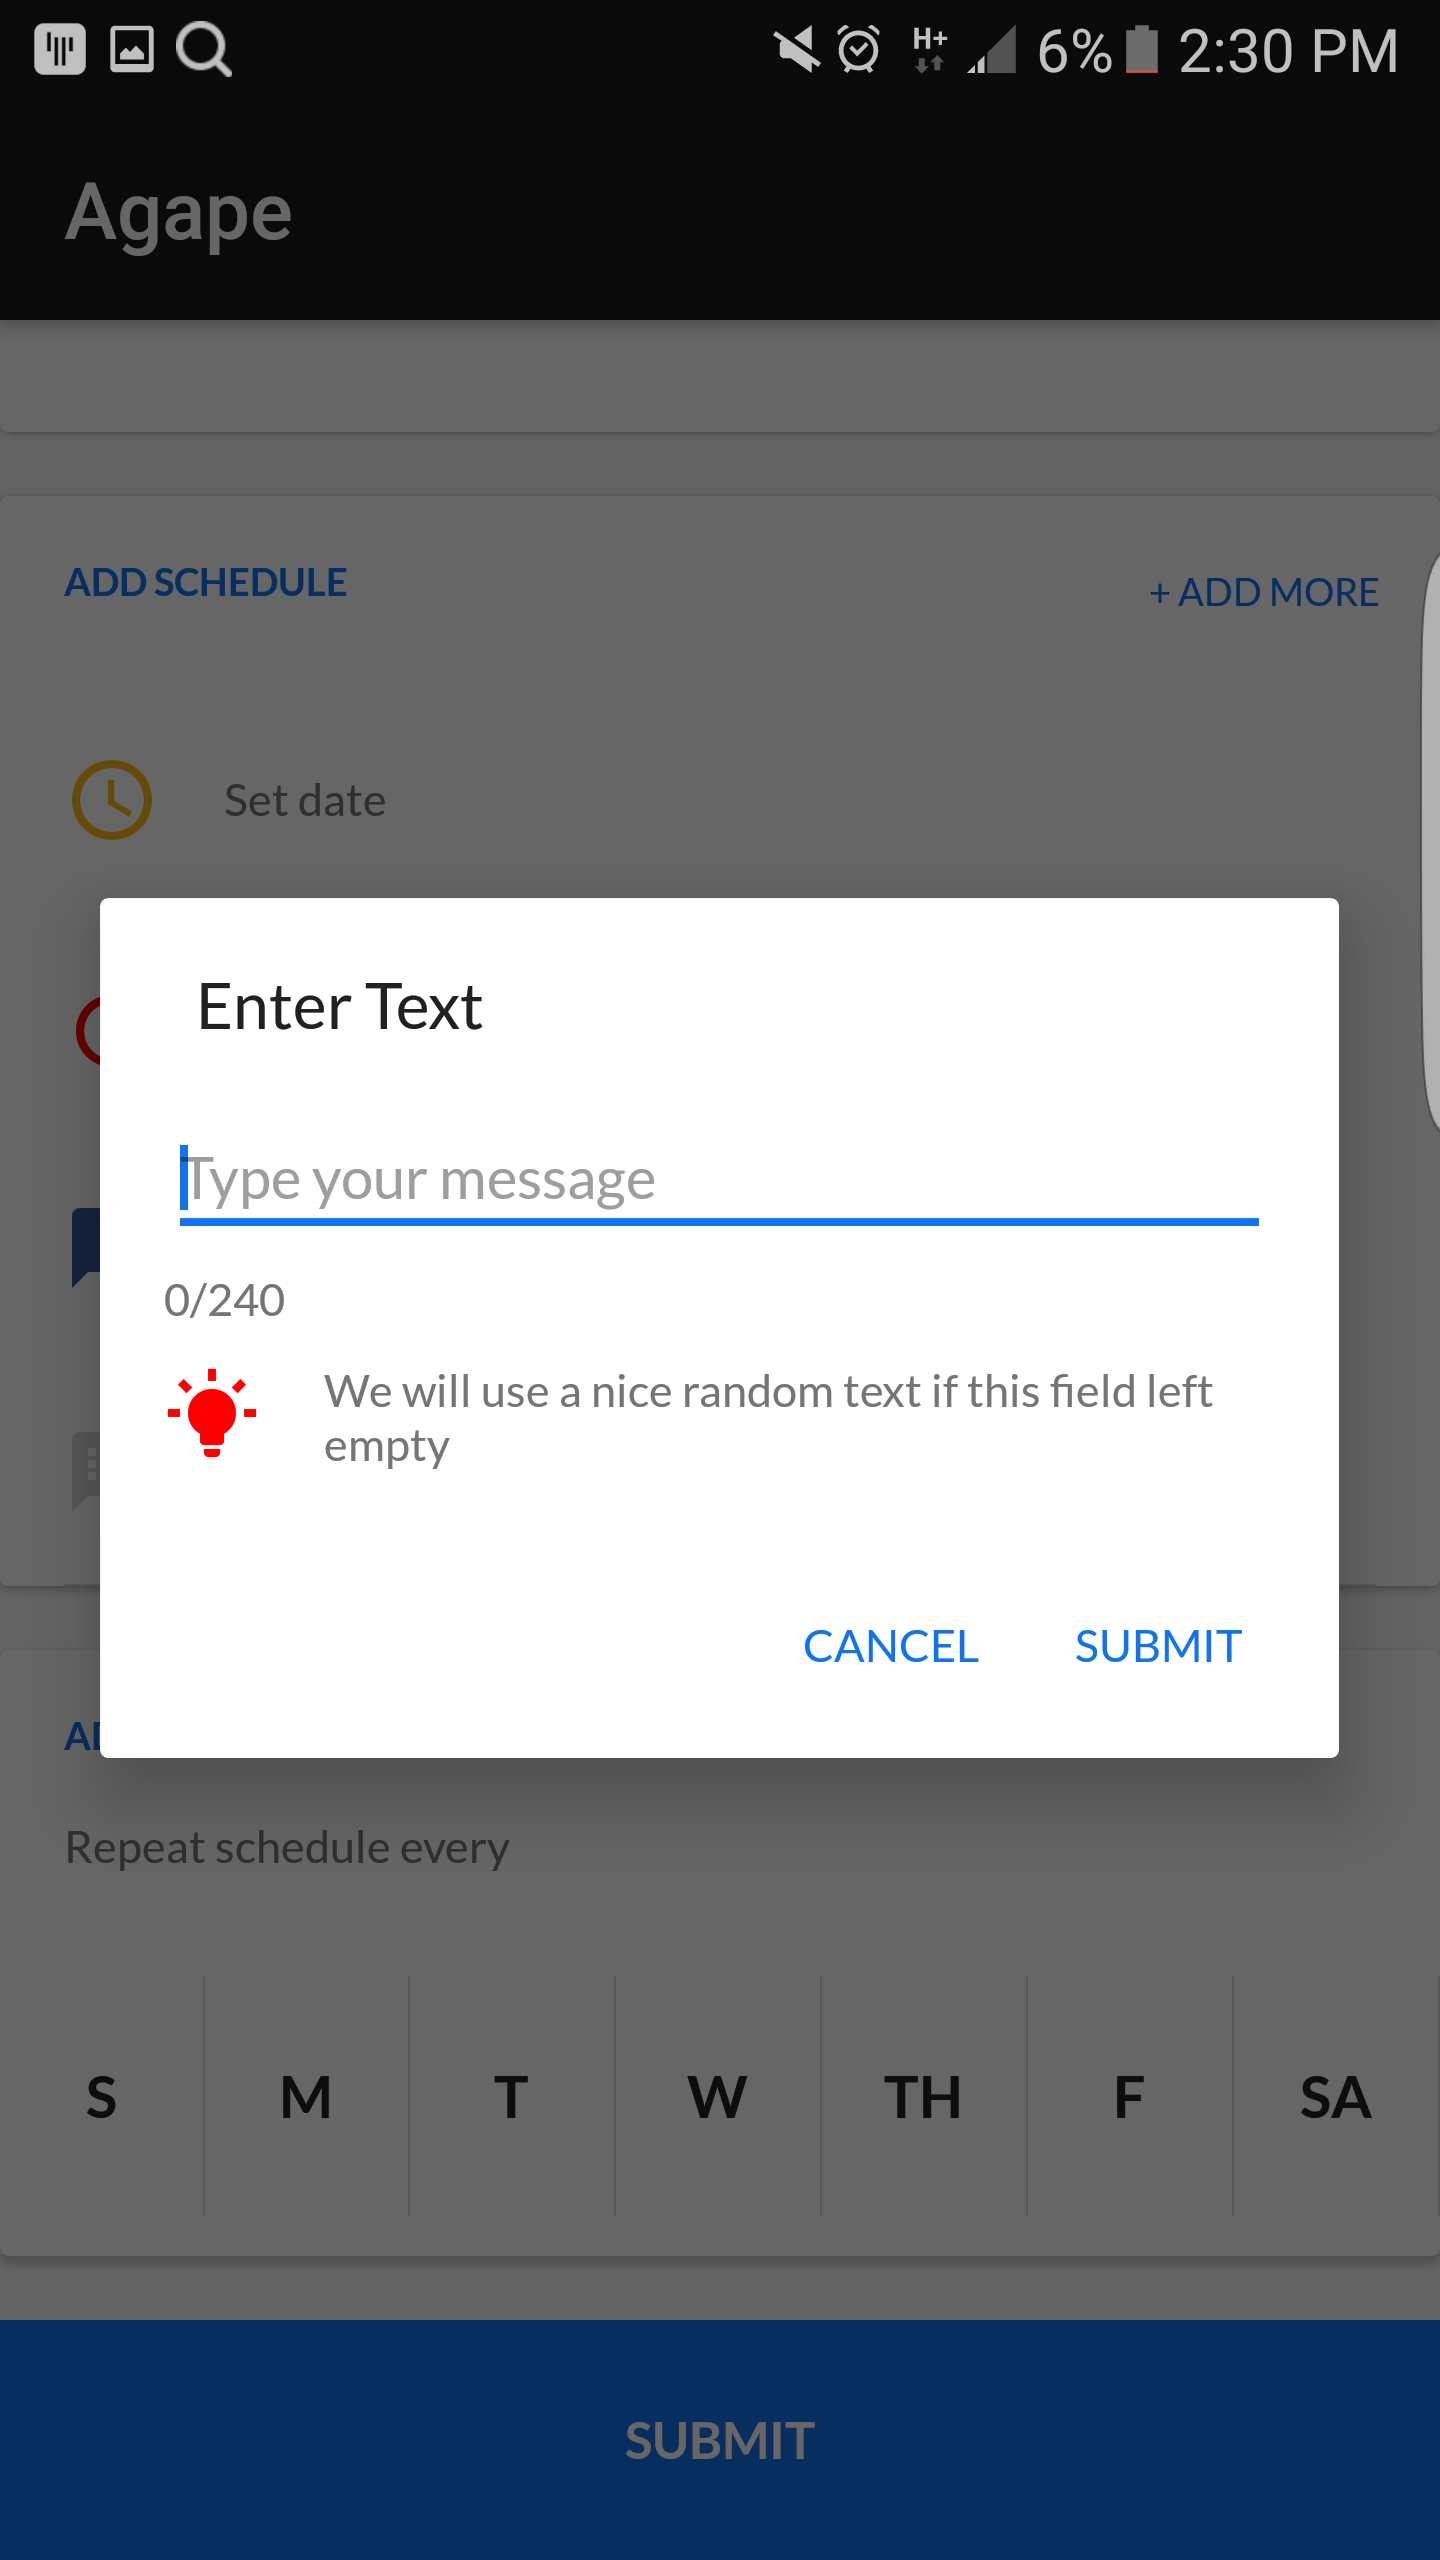 H+ 6% 2:30 PM
Agape
ADD SCHEDULE
+ ADD MORE
Set date
Enter Text
Type your message
0/240
We will use a nice random text if this field left
empty
CANCEL SUBMIT
Repeat schedule every
S M T W TH F SA
SUBMIT